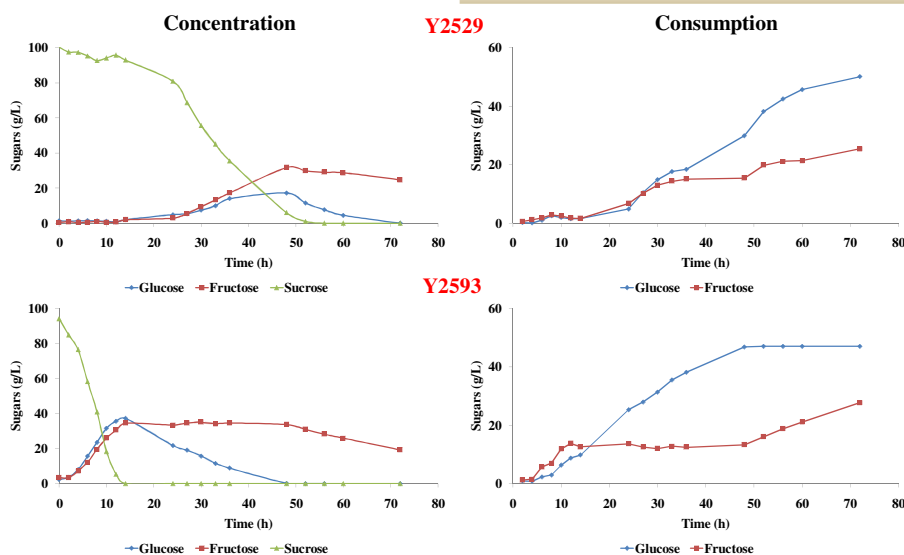 Concentration
Y2529
Consumption
Sugars (g/L)
100
80
60
40
20
0
0 10 20 30 40 50 60 70 80
Time (h)
Glucose Fructose Sucrose
Sugars (g/L)
60
40
20
0
0 10 20 30 40 50 60 70 80
Time (h)
Glucose Fructose
Y2593
Sugars (g/L)
100
80
60
40
20
0
0 10 20 30 40 50 60 70 80
Time (h)
Glucose Fructose Sucrose
Sugars (g/L)
60
40
20
0
0 10 20 30 40 50 60 70 80
Time (h)
Glucose Fructose